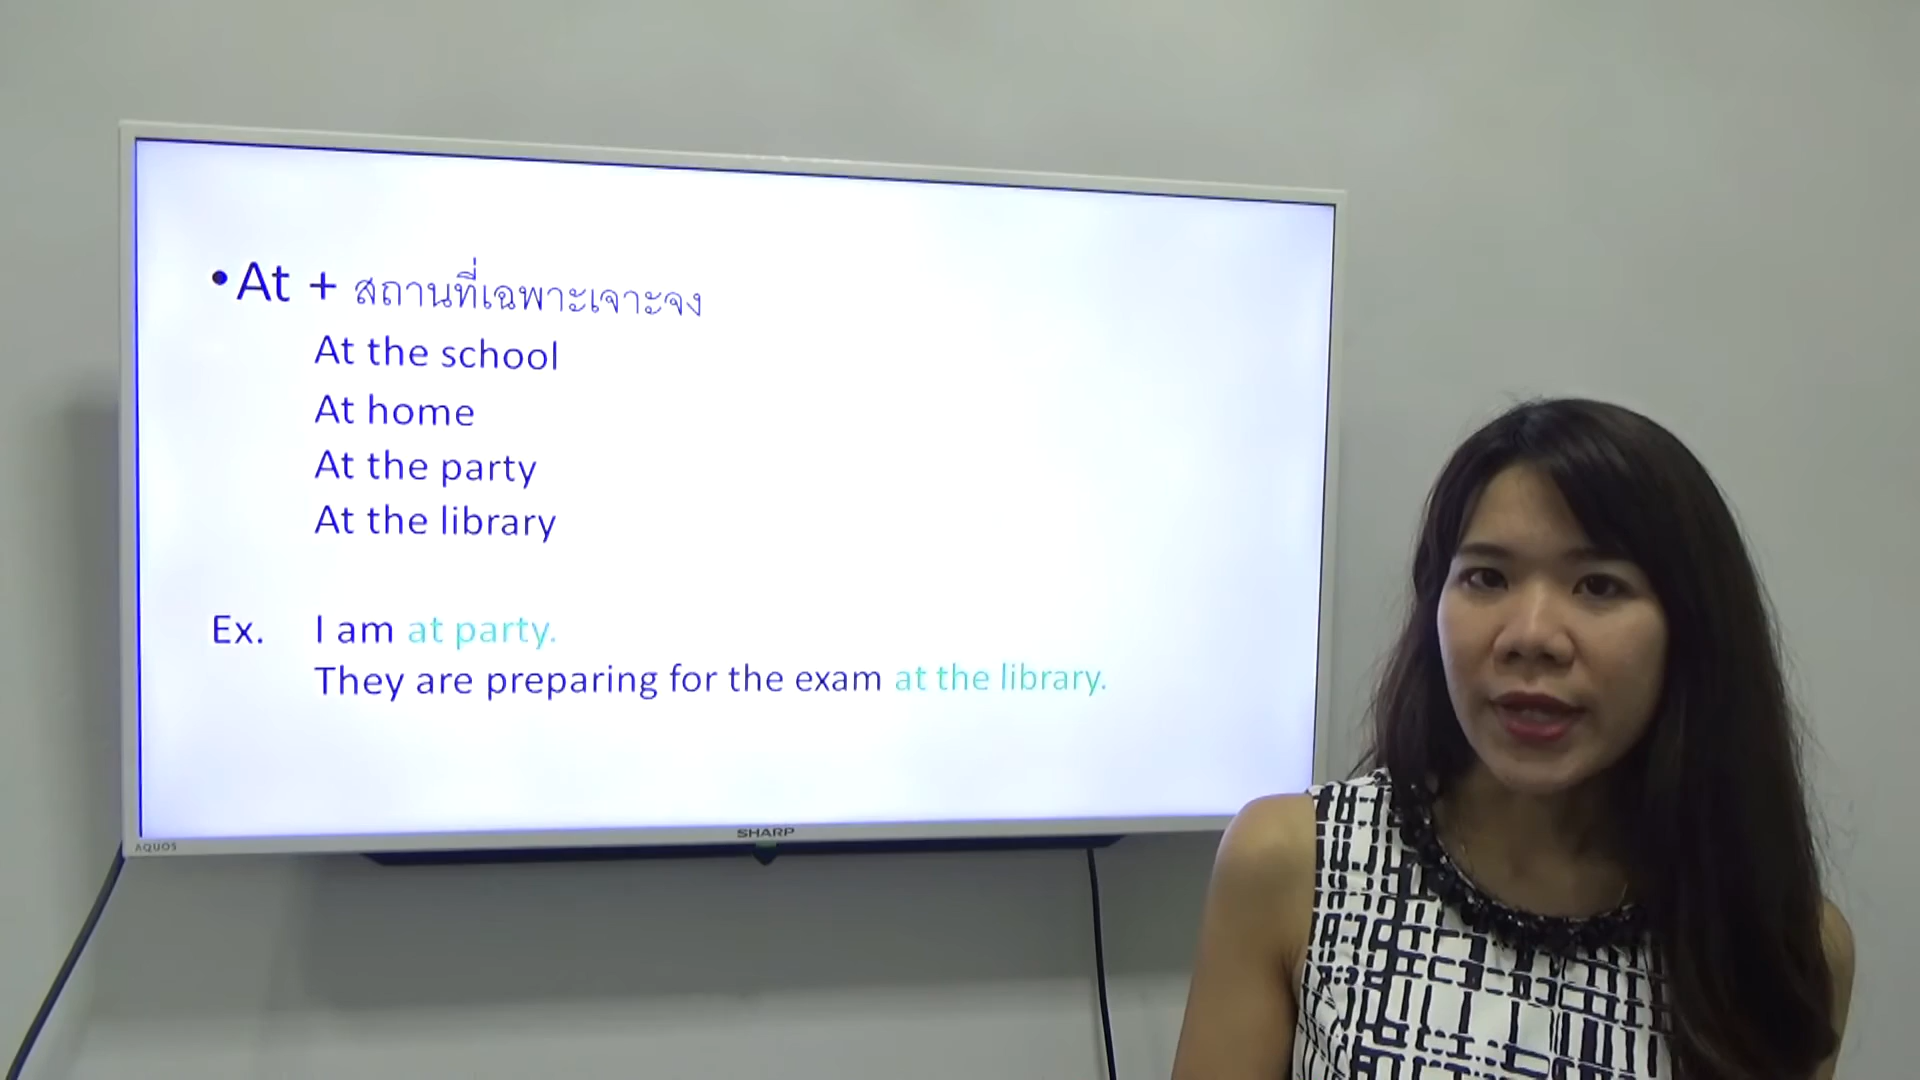 •At + สถานที่เฉพาะเจาะจง
At the school
At home
At the party
At the library
Ex. I am at party.
They are preparing for the exam at the library.
SHARP
AQUOS